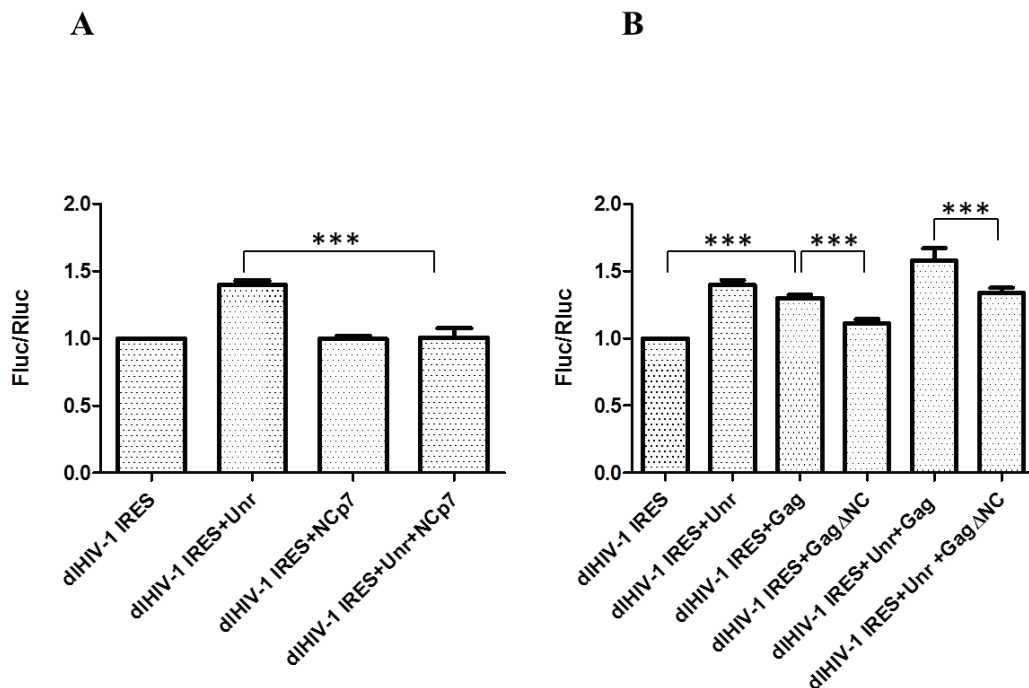 A
B
Fluc/Rluc
2.0
1.5
1.0
0.5
0.0
***
dlHIV-1 IRES
dlHIV-1 IRES+Unr
dlHIV-1 IRES+NCp7
dlHIV-1 IRES+Unr+NCp7
Fluc/Rluc
2.0
1.5
1.0
0.5
0.0
***
***
***
dlHIV-1 IRES
dlHIV-1 IRES+Unr
dlHIV-1 IRES+Gag
dlHIV-1 IRES+GagΔNC
dlHIV-1 IRES+Unr+Gag
dlHIV-1 IRES+Unr +GagΔNC